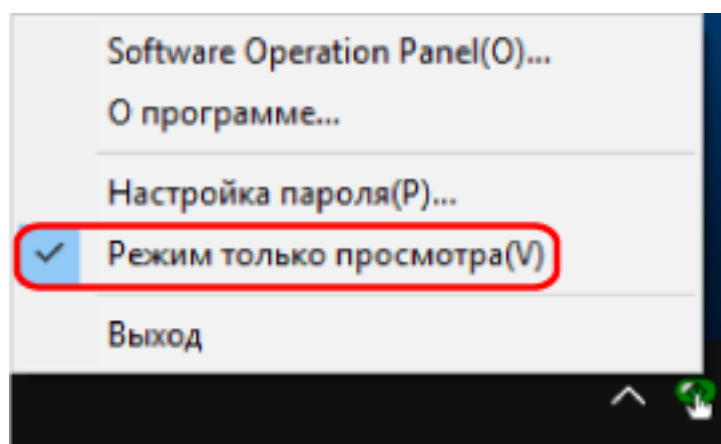 Software Operation Panel(O)...
О программе...
Настройка пароля(P)...
Режим только просмотра(V)
Выход